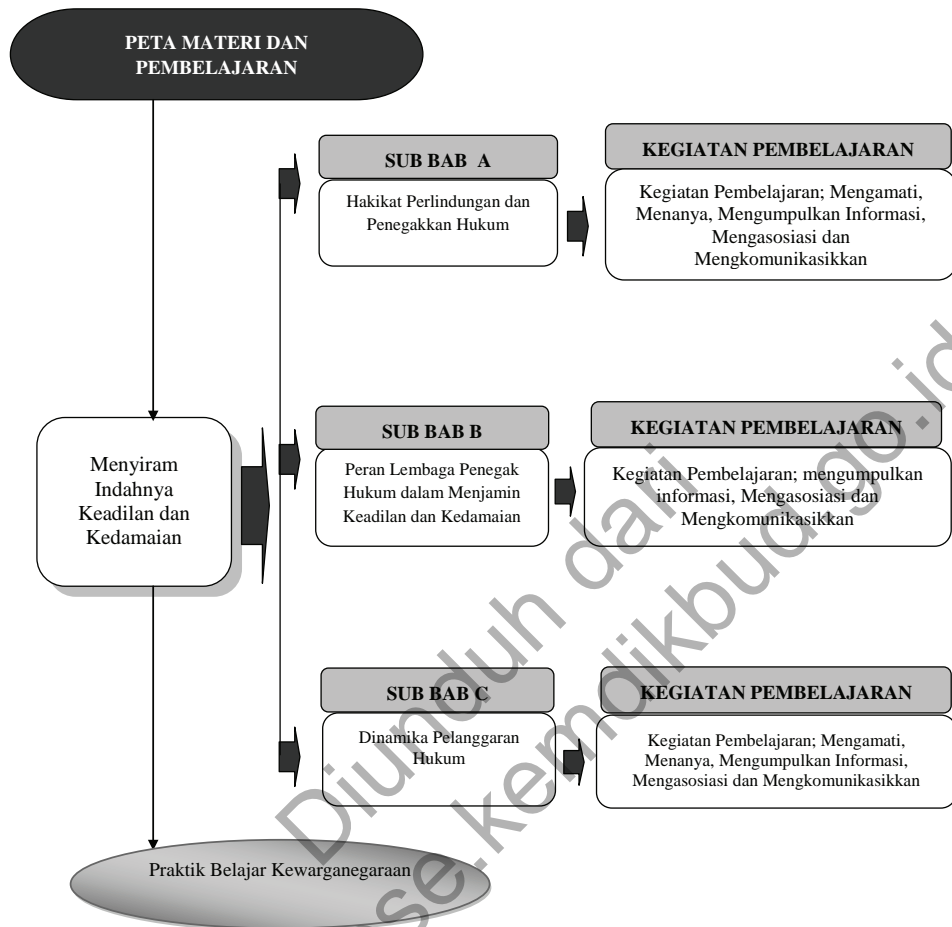 PETA MATERI DAN
PEMBELAJARAN
SUB BAB A
Hakikat Perlindungan dan
Penegakkan Hukum
KEGIATAN PEMBELAJARAN
Kegiatan Pembelajaran; Mengamati,
Menanya, Mengumpulkan Informasi,
Mengasosiasi dan
Mengkomunikasikkan
Menyiram
Indahnya
Keadilan dan
Kedamaian
SUB BAB B
Peran Lembaga Penegak
Hukum dalam Menjamin
Keadilan dan Kedamaian
KEGIATAN PEMBELAJARAN
Kegiatan Pembelajaran; mengumpulkan
informasi, Mengasosiasi dan
Mengkomunikasikkan
SUB BAB C
Dinamika Pelanggaran
Hukum
KEGIATAN PEMBELAJARAN
Kegiatan Pembelajaran; Mengamati,
Menanya, Mengumpulkan Informasi,
Mengasosiasi dan Mengkomunikasikkan
Praktik Belajar Kewarganegaraan
Diunduh dari
se.kemdikbud.go.id